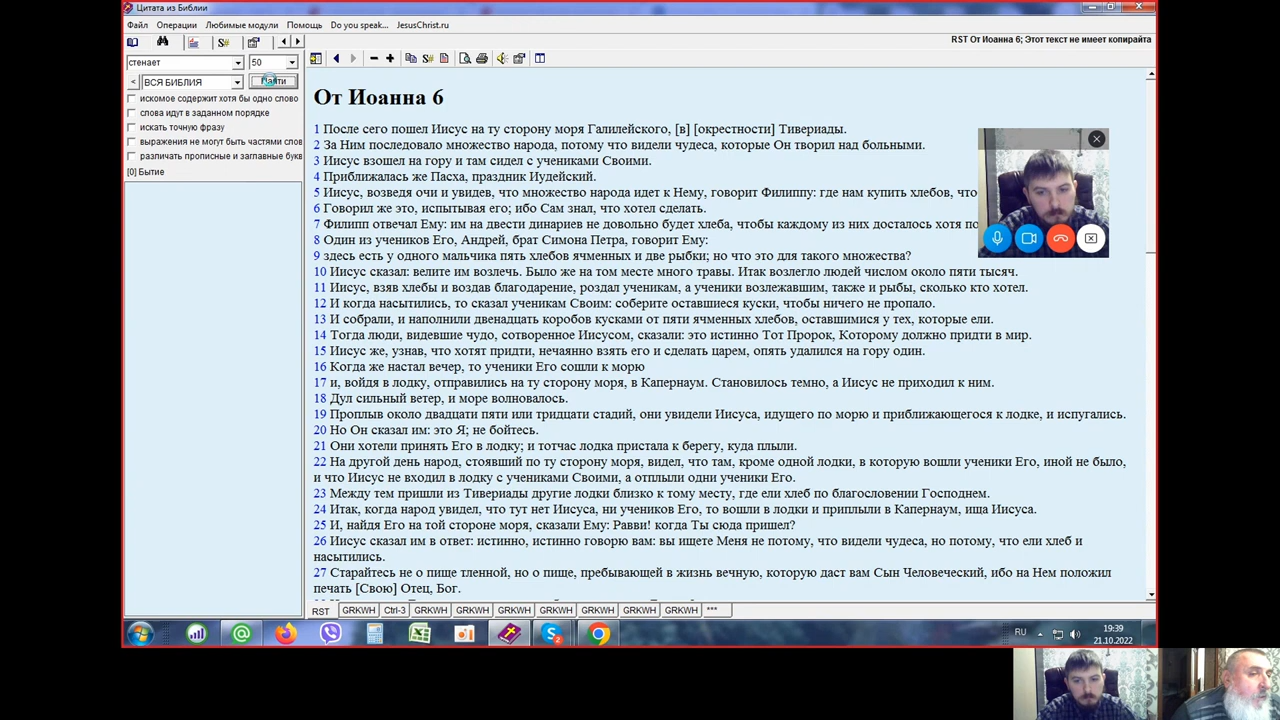 Цитата из Библии
Файл Операции Любимые модули Помощь Do you speak... JesusChrist.ru
S#
RST От Иоанна 6; Этот текст не имеет копирайта
стенает 50
< ВСЯ БИБЛИЯ Найти
искомое содержит хотя бы одно слово
слова идут в заданном порядке
искать точную фразу
выражения не могут быть частями слов
различать прописные и заглавные букв
[0] Бытие
S#
От Иоанна 6
1 После сего пошел Иисус на ту сторону моря Галилейского, [в] [окрестности] Тивериады.
2 За Ним последовало множество народа, потому что видели чудеса, которые Он творил над больными.
3 Иисус взошел на гору и там сидел с учениками Своими.
4 Приближалась же Пасха, праздник Иудейский.
5 Иисус, возведя очи и увидев, что множество народа идет к Нему, говорит Филиппу: где нам купить хлебов, что
6 Говорил же это, испытывая его; ибо Сам знал, что хотел сделать.
7 Филипп отвечал Ему: им на двести динариев не довольно будет хлеба, чтобы каждому из них досталось хотя по
8 Один из учеников Его, Андрей, брат Симона Петра, говорит Ему:
9 здесь есть у одного мальчика пять хлебов ячменных и две рыбки; но что это для такого множества?
10 Иисус сказал: велите им возлечь. Было же на том месте много травы. Итак возлегло людей числом около пяти тысяч.
11 Иисус, взяв хлебы и воздав благодарение, роздал ученикам, а ученики возлежавшим, также и рыбы, сколько кто хотел.
12 И когда насытились, то сказал ученикам Своим: соберите оставшиеся куски, чтобы ничего не пропало.
13 И собрали, и наполнили двенадцать коробов кусками от пяти ячменных хлебов, оставшимися у тех, которые ели.
14 Тогда люди, видевшие чудо, сотворенное Иисусом, сказали: это истинно Тот Пророк, Которому должно придти в мир.
15 Иисус же, узнав, что хотят придти, нечаянно взять его и сделать царем, опять удалился на гору один.
16 Когда же настал вечер, то ученики Его сошли к морю
17 и, войдя в лодку, отправились на ту сторону моря, в Капернаум. Становилось темно, а Иисус не приходил к ним.
18 Дул сильный ветер, и море волновалось.
19 Проплыв около двадцати пяти или тридцати стадий, они увидели Иисуса, идущего по морю и приближающегося к лодке, и испугались.
20 Но Он сказал им: это Я; не бойтесь.
21 Они хотели принять Его в лодку; и тотчас лодка пристала к берегу, куда плыли.
22 На другой день народ, стоявший по ту сторону моря, видел, что там, кроме одной лодки, в которую вошли ученики Его, иной не было,
и что Иисус не входил в лодку с учениками Своими, а отплыли одни ученики Его.
23 Между тем пришли из Тивериады другие лодки близко к тому месту, где ели хлеб по благословении Господнем.
24 Итак, когда народ увидел, что тут нет Иисуса, ни учеников Его, то вошли в лодки и приплыли в Капернаум, ища Иисуса.
25 И, найдя Его на той стороне моря, сказали Ему: Равви! когда Ты сюда пришел?
26 Иисус сказал им в ответ: истинно, истинно говорю вам: вы ищете Меня не потому, что видели чудеса, но потому, что ели хлеб и
насытились.
27 Старайтесь не о пище тленной, но о пище, пребывающей в жизнь вечную, которую даст вам Сын Человеческий, ибо на Нем положил
печать [Свою] Отец, Бог.
RST GRKWH Ctrl-3 GRKWH GRKWH GRKWH GRKWH GRKWH GRKWH GRKWH ***
RU 19:39
21.10.2022